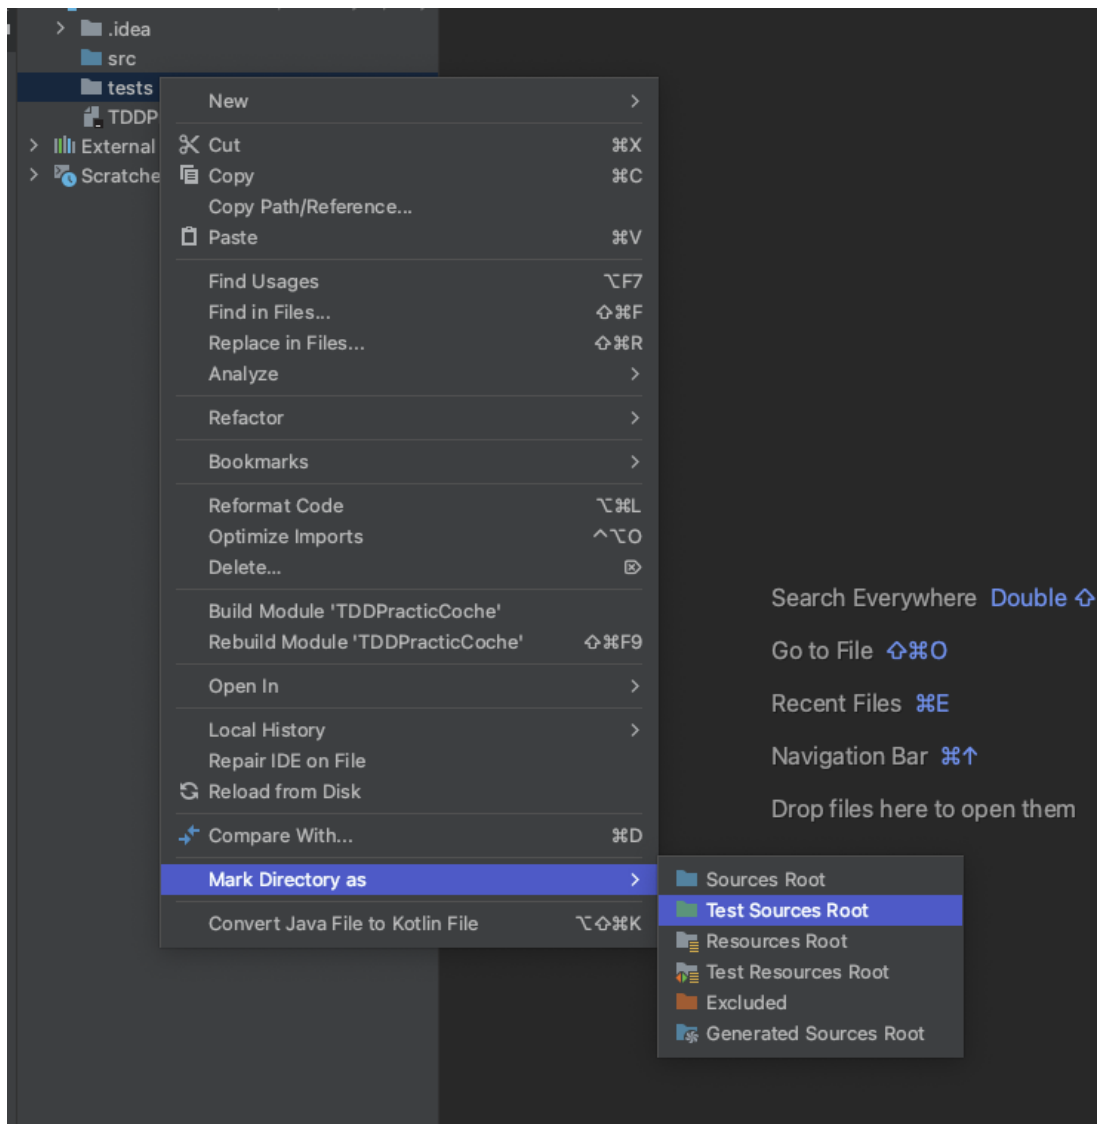 .idea
src
tests
TDDP
External
Scratche
New
Cut ⌘X
Copy ⌘C
Copy Path/Reference...
Paste ⌘V
Find Usages ⌥F7
Find in Files... ⇧⌘F
Replace in Files... ⇧⌘R
Analyze
Refactor
Bookmarks
Reformat Code ⌥⌘L
Optimize Imports ^⌥O
Delete... ⌦
Build Module 'TDDPracticCoche'
Rebuild Module 'TDDPracticCoche' ⇧⌘F9
Open In
Local History
Repair IDE on File
Reload from Disk
Compare With... ⌘D
Mark Directory as
Convert Java File to Kotlin File ⌥⇧⌘K
Sources Root
Test Sources Root
Resources Root
Test Resources Root
Excluded
Generated Sources Root
Search Everywhere Double ⇧
Go to File ⇧⌘O
Recent Files ⌘E
Navigation Bar ⌘↑
Drop files here to open them